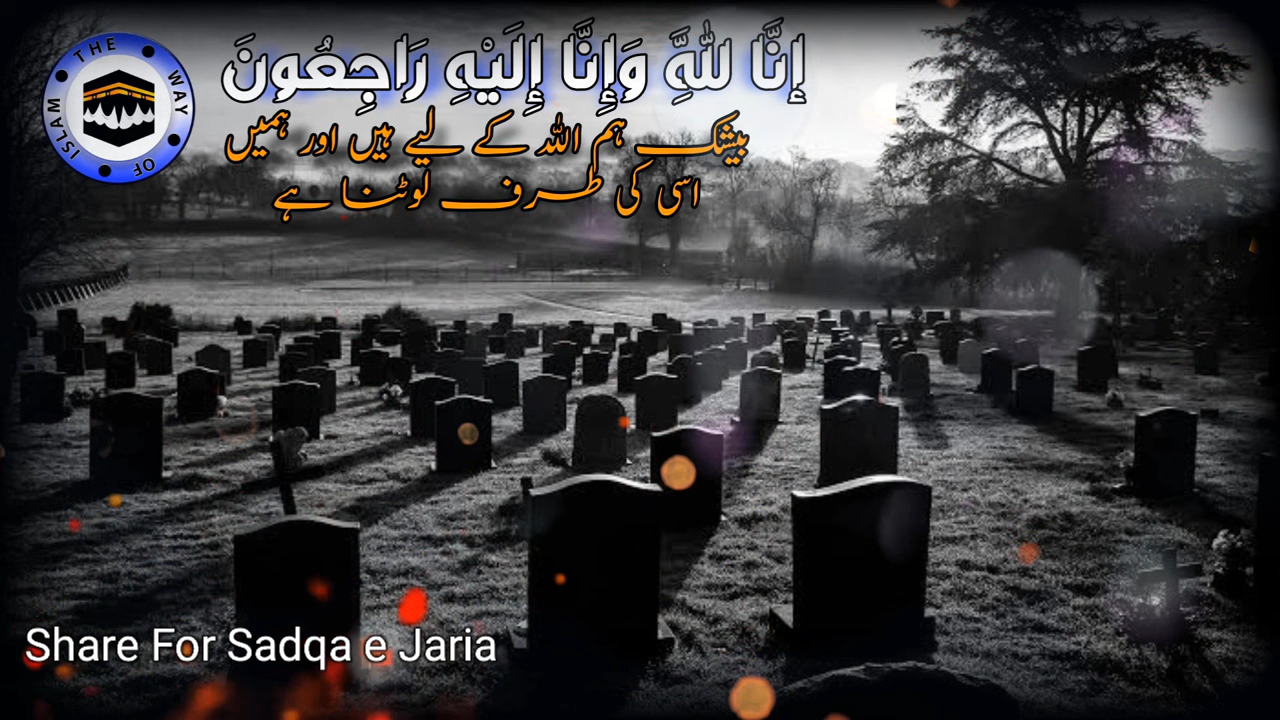 THE WAY OF ISLAM
إنَّا لِلّٰهِ وَإِنَّا إِلَيْهِ رَاجِعُونَ
بیشک ہم اللہ کے لیے ہیں اور ہمیں
اسی کی طرف لوٹنا ہے
Share For Sadqa e Jaria